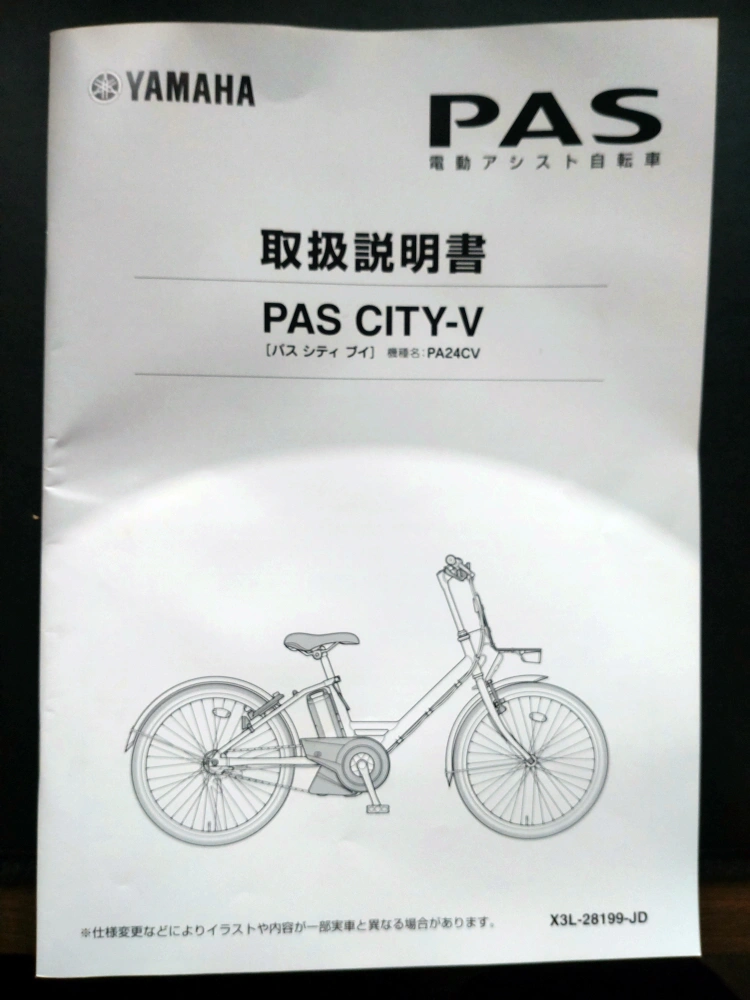 YAMAHA
PAS
電動アシスト自転車
取扱説明書
PAS CITY-V
[パス シティ ブイ] 機種名:PA24CV
※仕様変更などによりイラストや内容が一部実車と異なる場合があります。
X3L-28199-JD